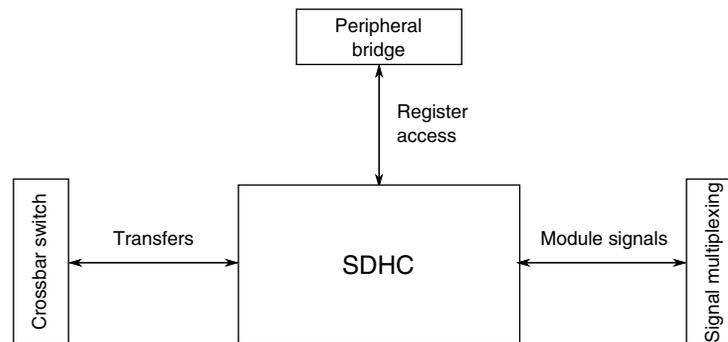 Peripheral
bridge
Register
access
Crossbar switch
Transfers
SDHC
Module signals
Signal multiplexing